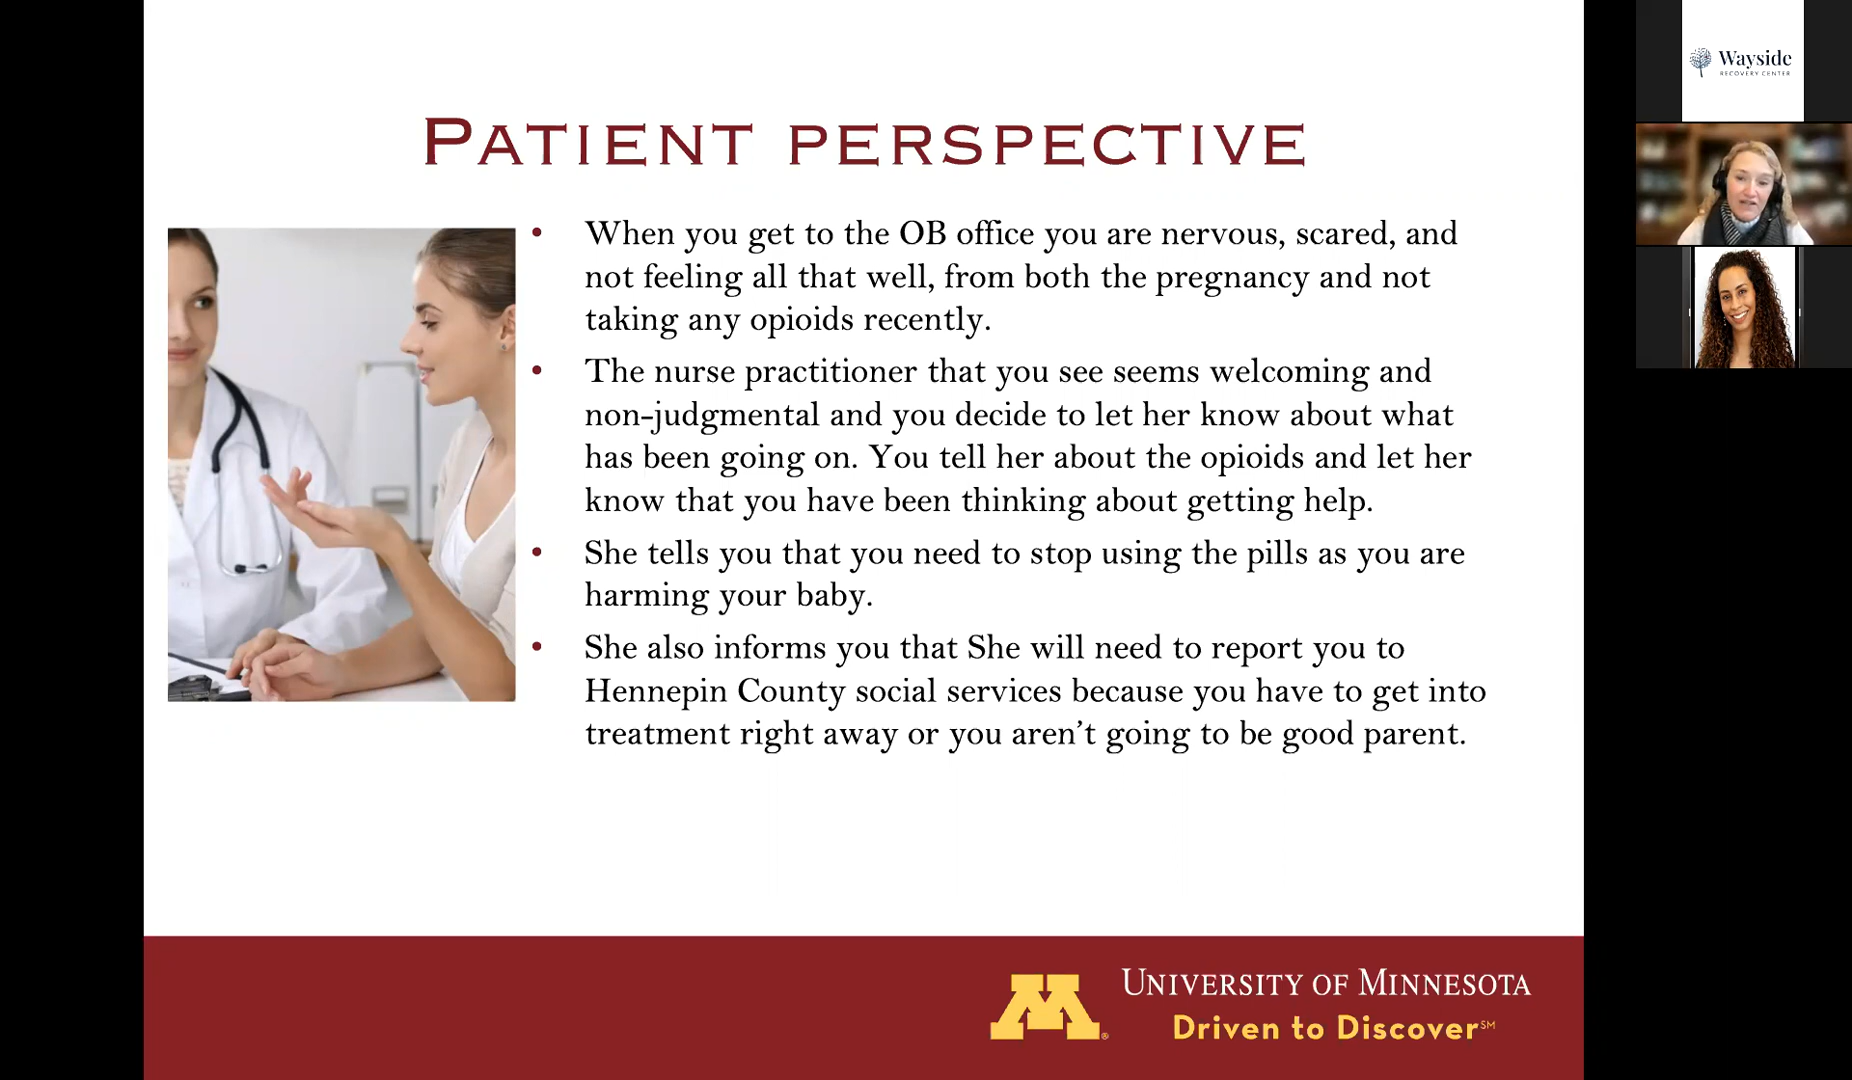 PATIENT PERSPECTIVE
• When you get to the OB office you are nervous, scared, and
not feeling all that well, from both the pregnancy and not
taking any opioids recently.
• The nurse practitioner that you see seems welcoming and
non-judgmental and you decide to let her know about what
has been going on. You tell her about the opioids and let her
know that you have been thinking about getting help.
• She tells you that you need to stop using the pills as you are
harming your baby.
• She also informs you that She will need to report you to
Hennepin County social services because you have to get into
treatment right away or you aren’t going to be good parent.
M®
UNIVERSITY OF MINNESOTA
Driven to Discover℠
Wayside
RECOVERY CENTER